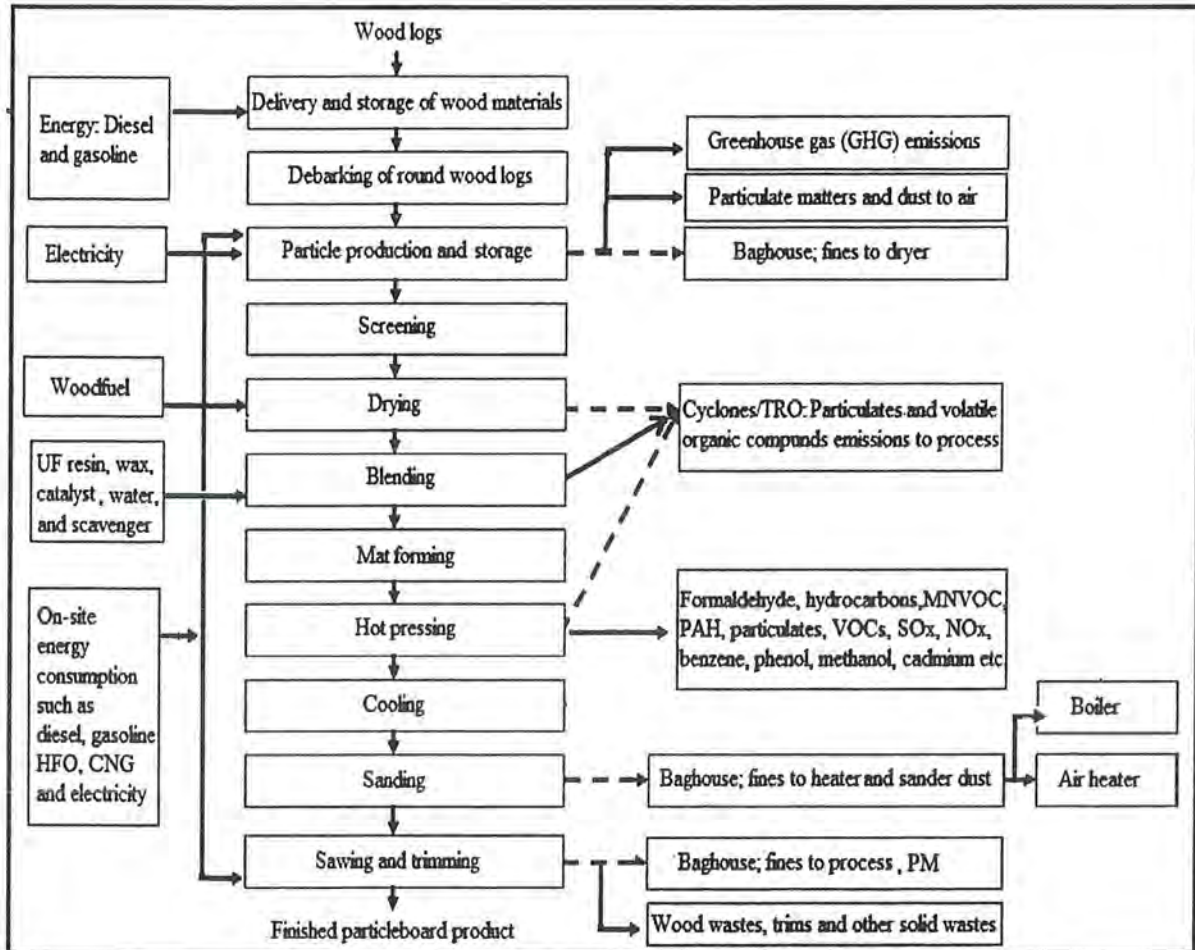 Wood logs
Energy: Diesel
and gasoline
Delivery and storage of wood materials
Debarking of round wood logs
Greenhouse gas (GHG) emissions
Particulate matters and dust to air
Electricity
Particle production and storage
Baghouse; fines to dryer
Screening
Woodfuel
Drying
Cyclones/TRO: Particulates and volatile
organic compunds emissions to process
UF resin, wax,
catalyst, water,
and scavenger
Blending
Mat forming
On-site
energy
consumption
such as
diesel, gasoline
HFO, CNG
and electricity
Hot pressing
Formaldehyde, hydrocarbons,MNVOC,
PAH, particulates, VOCs, SOx, NOx,
benzene, phenol, methanol, cadmium etc
Cooling
Boiler
Sanding
Baghouse; fines to heater and sander dust
Air heater
Sawing and trimming
Baghouse; fines to process , PM
Wood wastes, trims and other solid wastes
Finished particleboard product